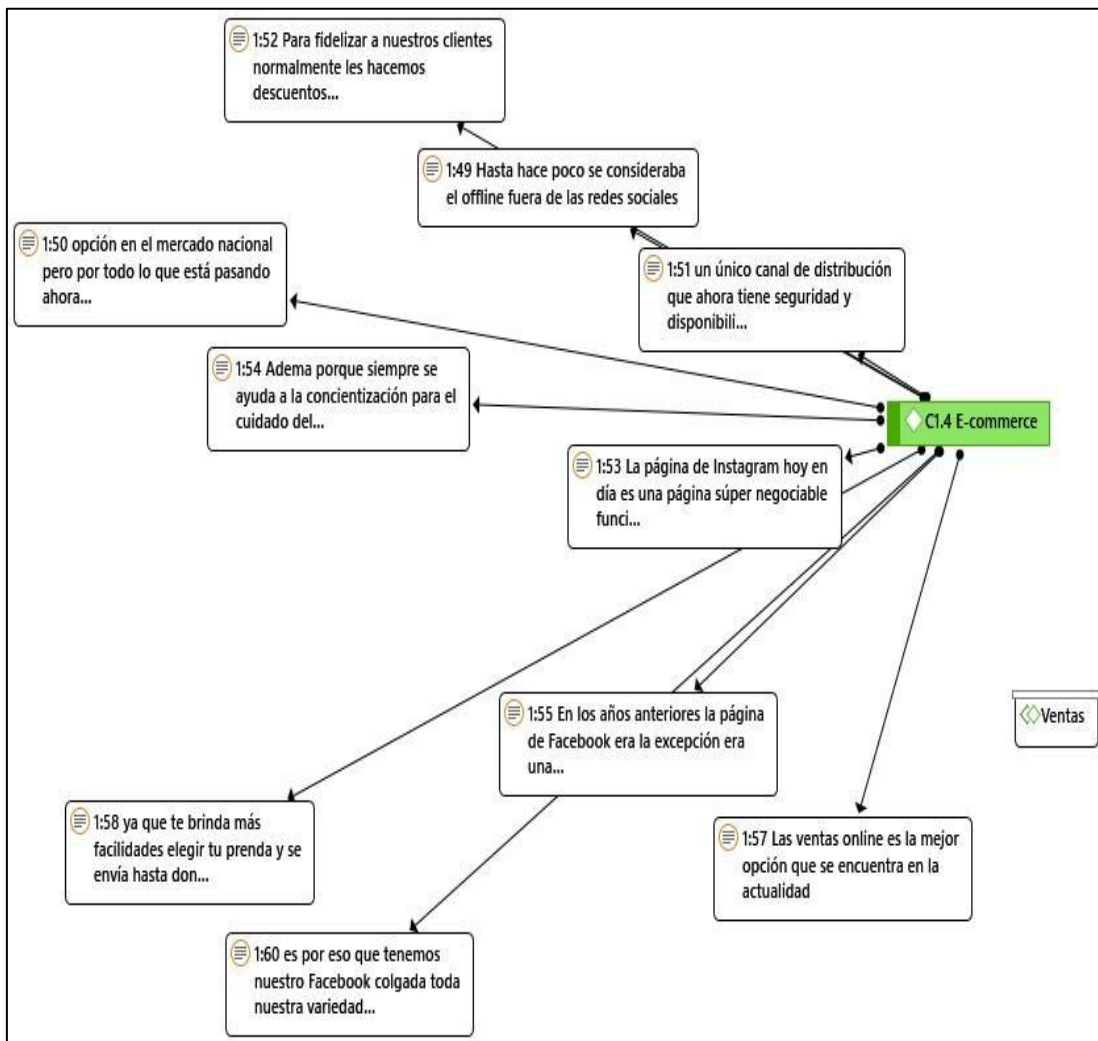 1:52 Para fidelizar a nuestros clientes
normalmente les hacemos
descuentos...
1:49 Hasta hace poco se consideraba
el offline fuera de las redes sociales
1:50 opción en el mercado nacional
pero por todo lo que está pasando
ahora...
1:51 un único canal de distribución
que ahora tiene seguridad y
disponibili...
1:54 Adema porque siempre se
ayuda a la concientización para el
cuidado del...
C1.4 E-commerce
1:53 La página de Instagram hoy en
día es una página súper negociable
funci...
1:55 En los años anteriores la página
de Facebook era la excepción era
una...
Ventas
1:58 ya que te brinda más
facilidades elegir tu prenda y se
envía hasta don...
1:57 Las ventas online es la mejor
opción que se encuentra en la
actualidad
1:60 es por eso que tenemos
nuestro Facebook colgada toda
nuestra variedad...